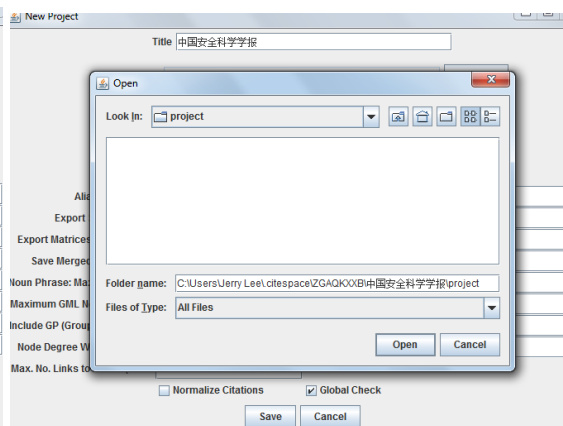 New Project
Title 中国安全科学学报
Open
Look In: project
Alia
Export
Export Matrices
Save Merged
Noun Phrase: Ma
Folder name: C:\Users\Jerry Lee\.citespace\ZGAQKXXB\中国安全科学学报\project
Maximum GML N
Files of Type: All Files
Include GP (Group
Node Degree W
Open Cancel
Max. No. Links to
Normalize Citations Global Check
Save Cancel